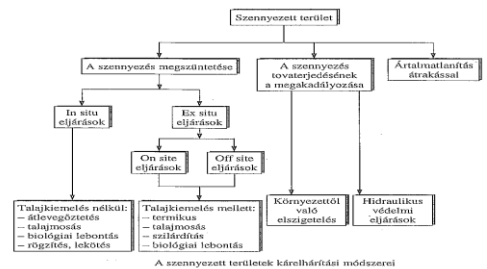 Szennyezett terület
A szennyezés megszüntetése
A szennyezés
tovaterjedésének
a megakadályozása
Ártalmatlanítás
átrakással
In situ
eljárások
Ex situ
eljárások
On site
eljárások
Off site
eljárások
Talajkiemelés nélkül:
– átlevegőztetés
– talajmosás
– biológiai lebontás
– rögzítés, lekötés
Talajkiemelés mellett:
– termikus
– talajmosás
– szilárdítás
– biológiai lebontás
Környezettől
való
elszigetelés
Hidraulikus
védelmi
eljárások
A szennyezett területek kárelhárítási módszerei